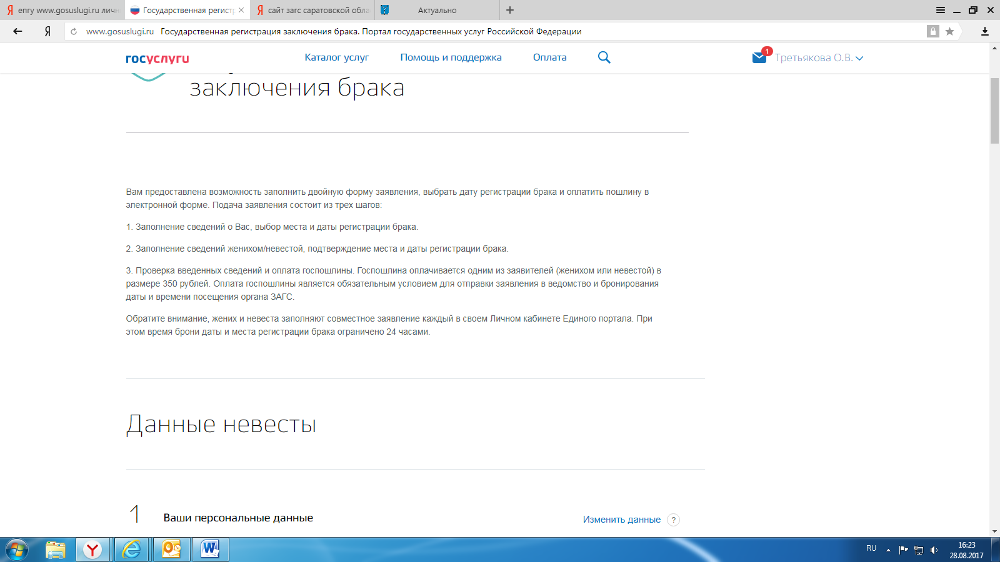 епгу www.gosuslugi.ru личн
Государственная регистр
сайт загс саратовской обла
Актуально
www.gosuslugi.ru Государственная регистрация заключения брака. Портал государственных услуг Российской Федерации
госуслуги
Каталог услуг
Помощь и поддержка
Оплата
1
Третьякова О.В.
заключения брака
Вам предоставлена возможность заполнить двойную форму заявления, выбрать дату регистрации брака и оплатить пошлину в
электронной форме. Подача заявления состоит из трех шагов:
1. Заполнение сведений о Вас, выбор места и даты регистрации брака.
2. Заполнение сведений женихом/невестой, подтверждение места и даты регистрации брака.
3. Проверка введенных сведений и оплата госпошлины. Госпошлина оплачивается одним из заявителей (женихом или невестой) в
размере 350 рублей. Оплата госпошлины является обязательным условием для отправки заявления в ведомство и бронирования
даты и времени посещения органа ЗАГС.
Обратите внимание, жених и невеста заполняют совместное заявление каждый в своем Личном кабинете Единого портала. При
этом время брони даты и места регистрации брака ограничено 24 часами.
Данные невесты
1 Ваши персональные данные
Изменить данные ?
RU
16:23
28.08.2017